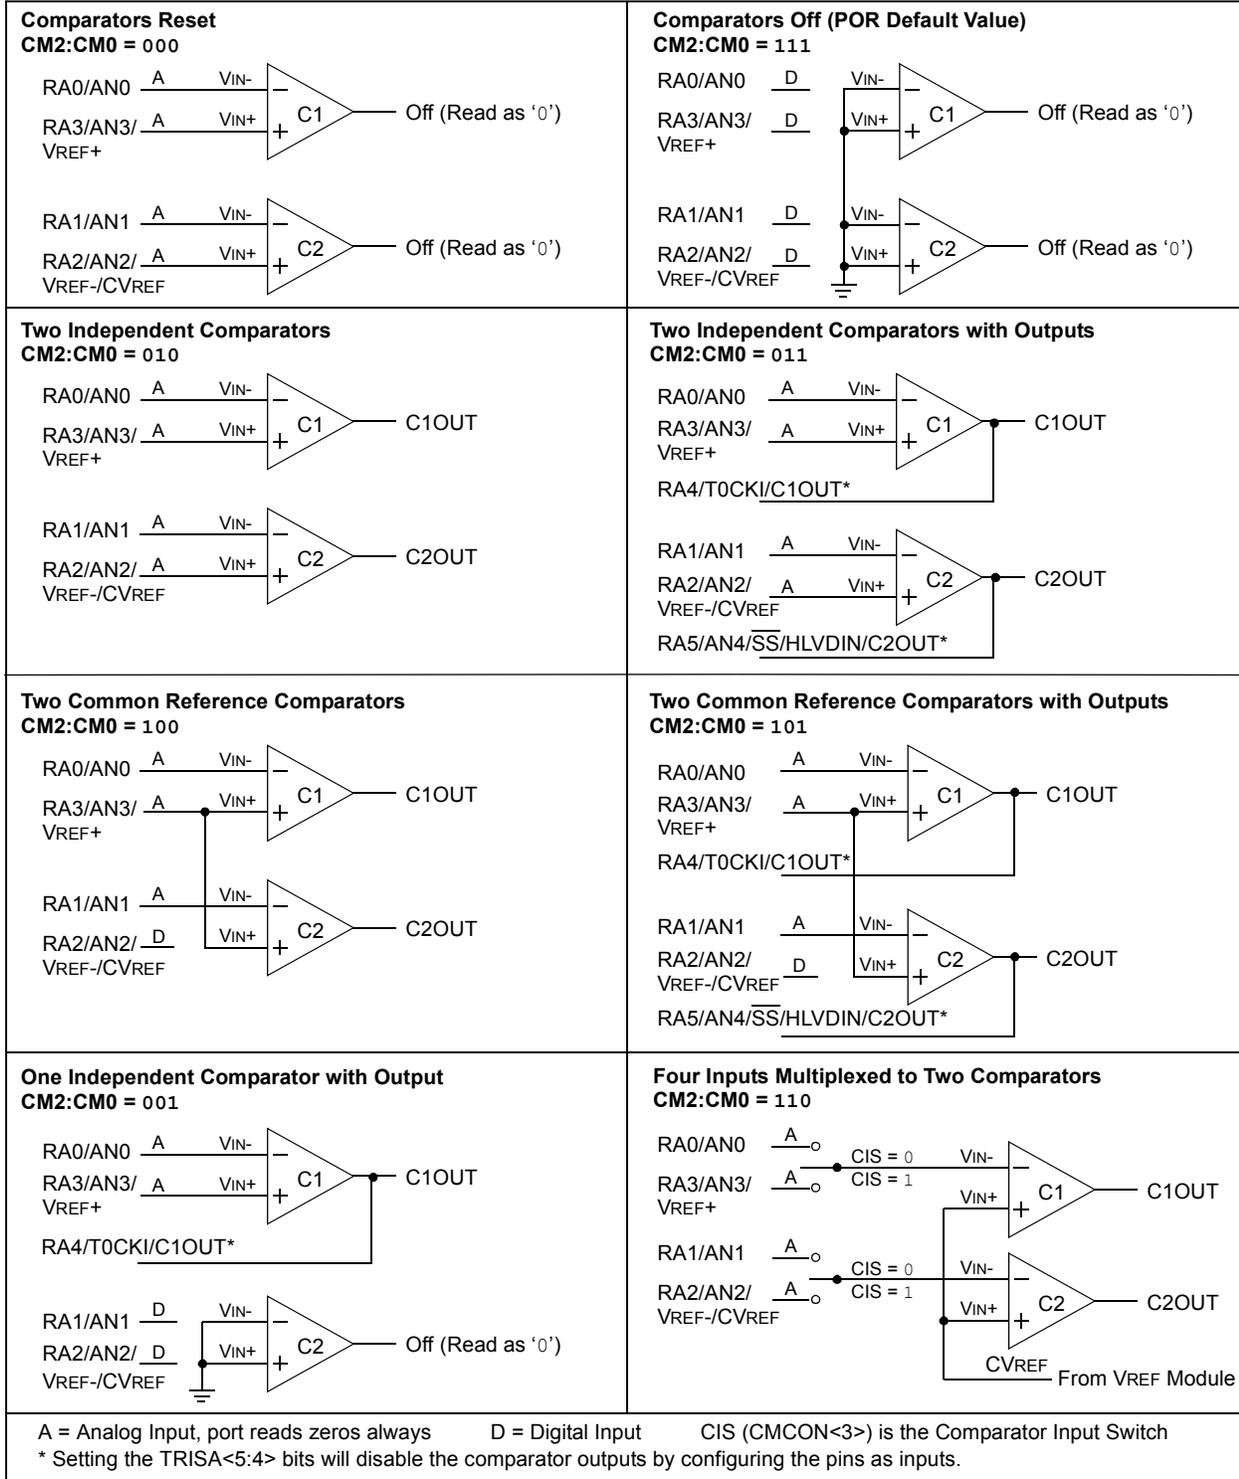 Comparators Reset
CM2:CM0 = 000
RA0/AN0 A VIN-
RA3/AN3/ A VIN+
VREF+
C1
Off (Read as ‘0’)
RA1/AN1 A VIN-
RA2/AN2/ A VIN+
VREF-/CVREF
C2
Off (Read as ‘0’)
Comparators Off (POR Default Value)
CM2:CM0 = 111
RA0/AN0 D VIN-
RA3/AN3/ D VIN+
VREF+
C1
Off (Read as ‘0’)
RA1/AN1 D VIN-
RA2/AN2/ D VIN+
VREF-/CVREF
C2
Off (Read as ‘0’)
Two Independent Comparators
CM2:CM0 = 010
RA0/AN0 A VIN-
RA3/AN3/ A VIN+
VREF+
C1
C1OUT
RA1/AN1 A VIN-
RA2/AN2/ A VIN+
VREF-/CVREF
C2
C2OUT
Two Independent Comparators with Outputs
CM2:CM0 = 011
RA0/AN0 A VIN-
RA3/AN3/ A VIN+
VREF+
C1
C1OUT
RA4/T0CKI/C1OUT*
RA1/AN1 A VIN-
RA2/AN2/ A VIN+
VREF-/CVREF
C2
C2OUT
RA5/AN4/SS/HLVDIN/C2OUT*
Two Common Reference Comparators
CM2:CM0 = 100
RA0/AN0 A VIN-
RA3/AN3/ A VIN+
VREF+
C1
C1OUT
RA1/AN1 A VIN-
RA2/AN2/ D VIN+
VREF-/CVREF
C2
C2OUT
Two Common Reference Comparators with Outputs
CM2:CM0 = 101
RA0/AN0 A VIN-
RA3/AN3/ A VIN+
VREF+
C1
C1OUT
RA4/T0CKI/C1OUT*
RA1/AN1 A VIN-
RA2/AN2/ D VIN+
VREF-/CVREF
C2
C2OUT
RA5/AN4/SS/HLVDIN/C2OUT*
One Independent Comparator with Output
CM2:CM0 = 001
RA0/AN0 A VIN-
RA3/AN3/ A VIN+
VREF+
C1
C1OUT
RA4/T0CKI/C1OUT*
RA1/AN1 D VIN-
RA2/AN2/ D VIN+
VREF-/CVREF
C2
Off (Read as ‘0’)
Four Inputs Multiplexed to Two Comparators
CM2:CM0 = 110
RA0/AN0 A
CIS = 0 VIN-
RA3/AN3/ A CIS = 1
VREF+
VIN+
C1
C1OUT
RA1/AN1 A
CIS = 0 VIN-
RA2/AN2/ A CIS = 1
VREF-/CVREF
VIN+
C2
C2OUT
CVREF
From VREF Module
A = Analog Input, port reads zeros always D = Digital Input CIS (CMCON<3>) is the Comparator Input Switch
* Setting the TRISA<5:4> bits will disable the comparator outputs by configuring the pins as inputs.